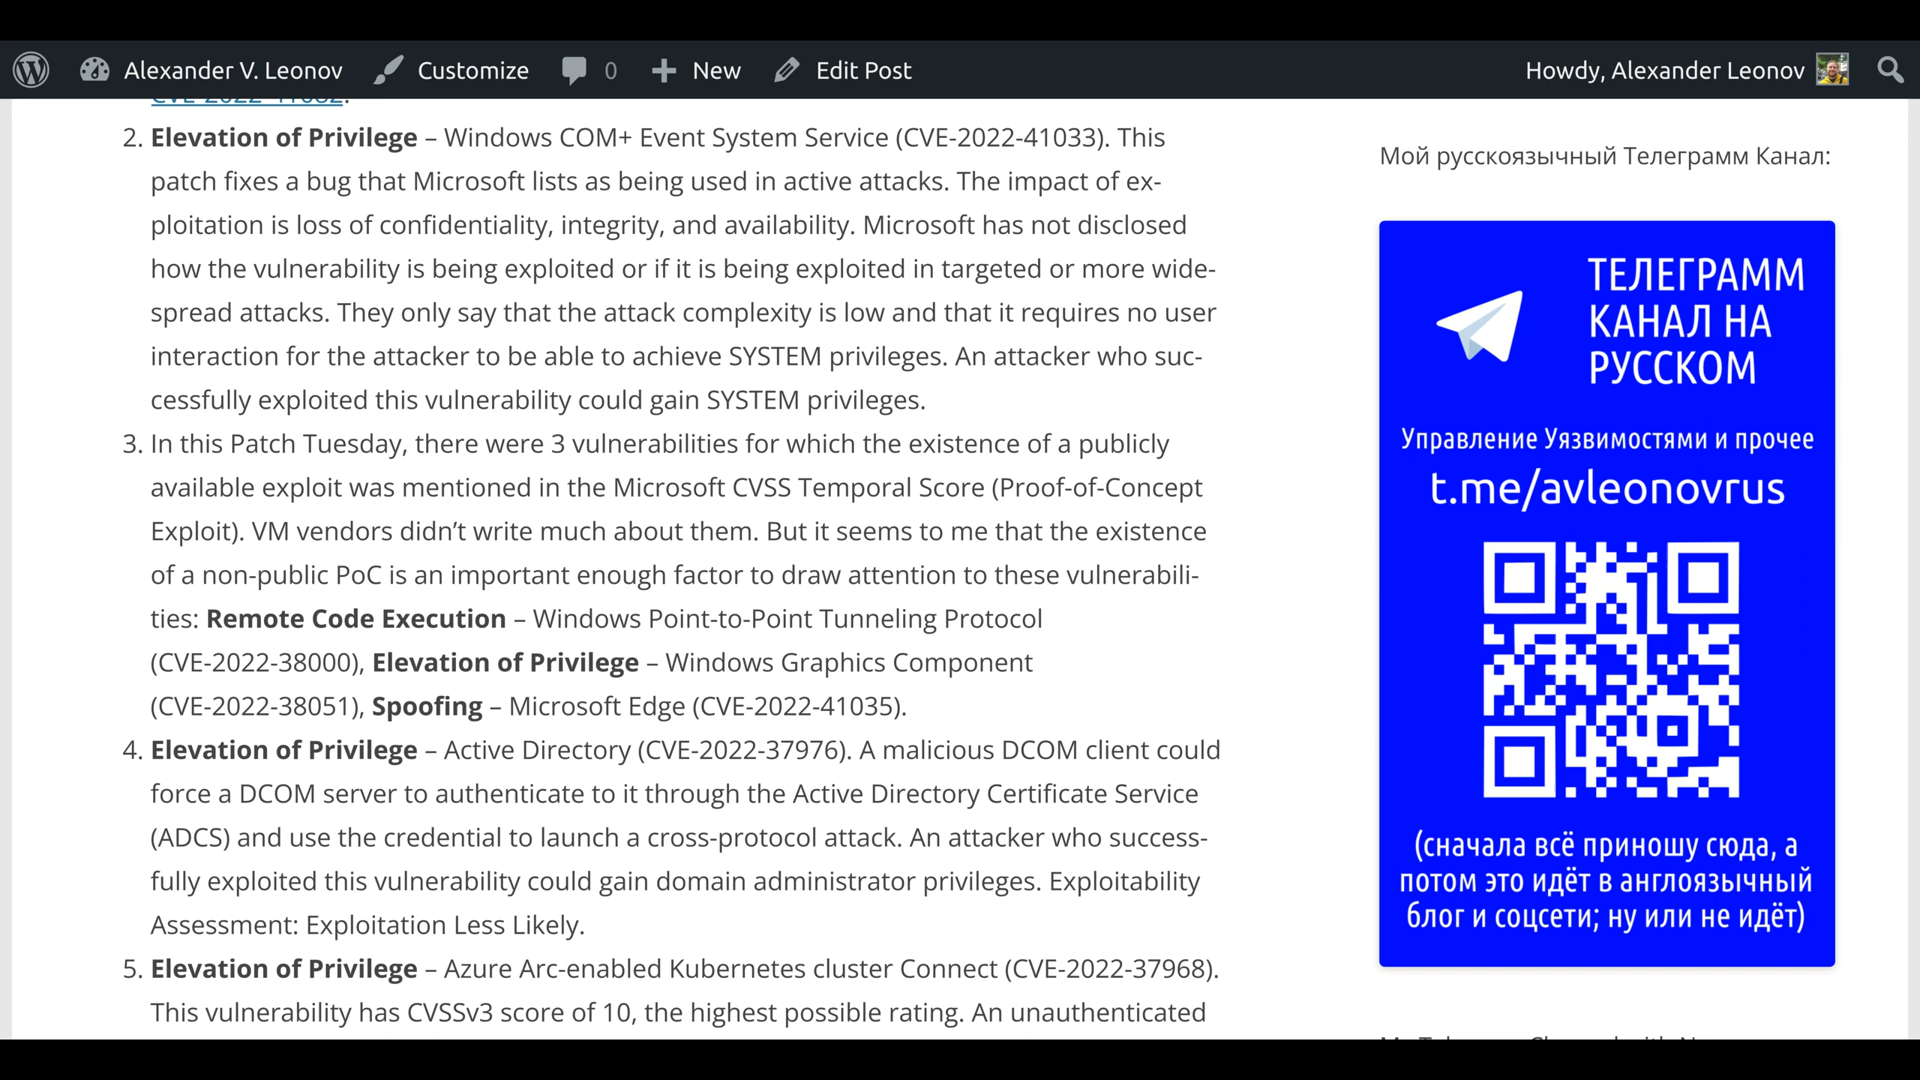 Alexander V. Leonov Customize 0 New Edit Post Howdy, Alexander Leonov
2. Elevation of Privilege – Windows COM+ Event System Service (CVE-2022-41033). This
patch fixes a bug that Microsoft lists as being used in active attacks. The impact of ex-
ploitation is loss of confidentiality, integrity, and availability. Microsoft has not disclosed
how the vulnerability is being exploited or if it is being exploited in targeted or more wide-
spread attacks. They only say that the attack complexity is low and that it requires no user
interaction for the attacker to be able to achieve SYSTEM privileges. An attacker who suc-
cessfully exploited this vulnerability could gain SYSTEM privileges.
3. In this Patch Tuesday, there were 3 vulnerabilities for which the existence of a publicly
available exploit was mentioned in the Microsoft CVSS Temporal Score (Proof-of-Concept
Exploit). VM vendors didn’t write much about them. But it seems to me that the existence
of a non-public PoC is an important enough factor to draw attention to these vulnerabili-
ties: Remote Code Execution – Windows Point-to-Point Tunneling Protocol
(CVE-2022-38000), Elevation of Privilege – Windows Graphics Component
(CVE-2022-38051), Spoofing – Microsoft Edge (CVE-2022-41035).
4. Elevation of Privilege – Active Directory (CVE-2022-37976). A malicious DCOM client could
force a DCOM server to authenticate to it through the Active Directory Certificate Service
(ADCS) and use the credential to launch a cross-protocol attack. An attacker who success-
fully exploited this vulnerability could gain domain administrator privileges. Exploitability
Assessment: Exploitation Less Likely.
5. Elevation of Privilege – Azure Arc-enabled Kubernetes cluster Connect (CVE-2022-37968).
This vulnerability has CVSSv3 score of 10, the highest possible rating. An unauthenticated
Мой русскоязычный Телеграмм Канал:
ТЕЛЕГРАММ
КАНАЛ НА
РУССКОМ
Управление Уязвимостями и прочее
t.me/avleonovrus
(сначала всё приношу сюда, а
потом это идёт в англоязычный
блог и соцсети; ну или не идёт)